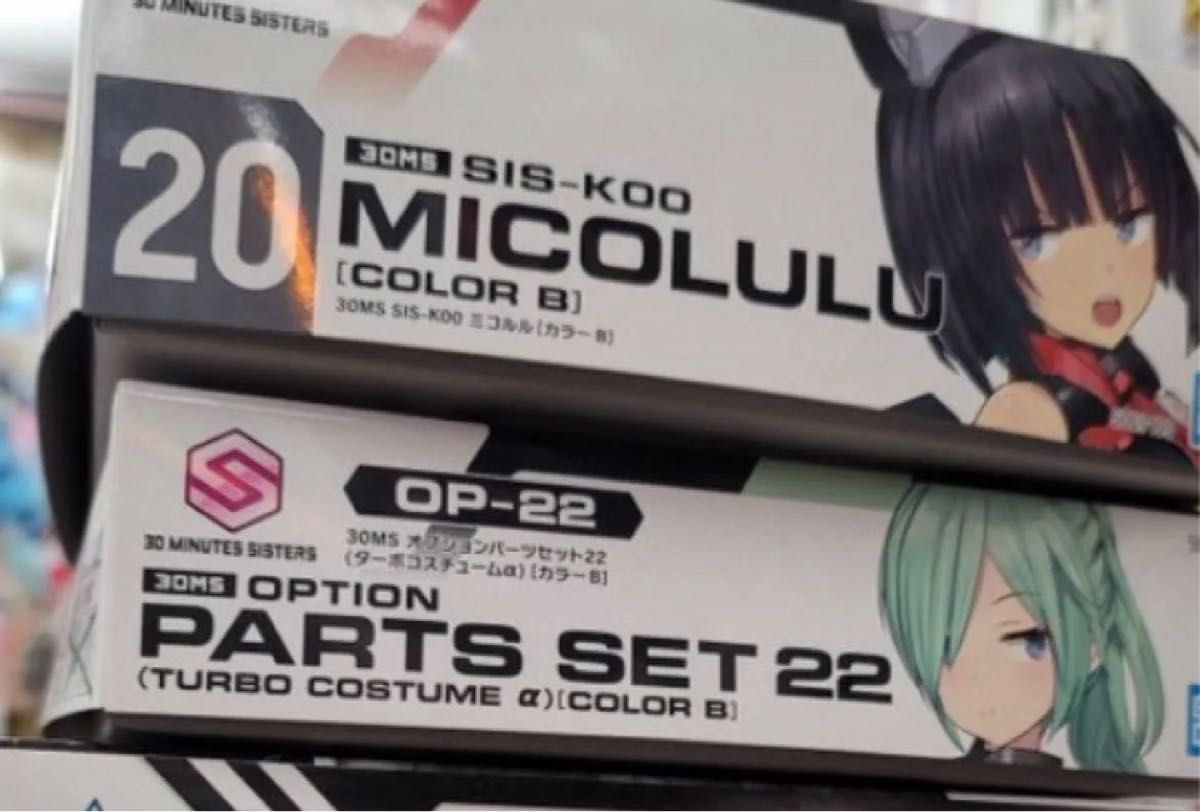 30 MINUTES SISTERS
20
30MS SIS-K00
MICOLULU
[COLOR B]
30MS SIS-K00 ミコルル[カラーB]
OP-22
30 MINUTES SISTERS
30MS オプションパーツセット22
(ターボコスチュームα)[カラーB]
30MS OPTION
PARTS SET 22
(TURBO COSTUME α)[COLOR B]